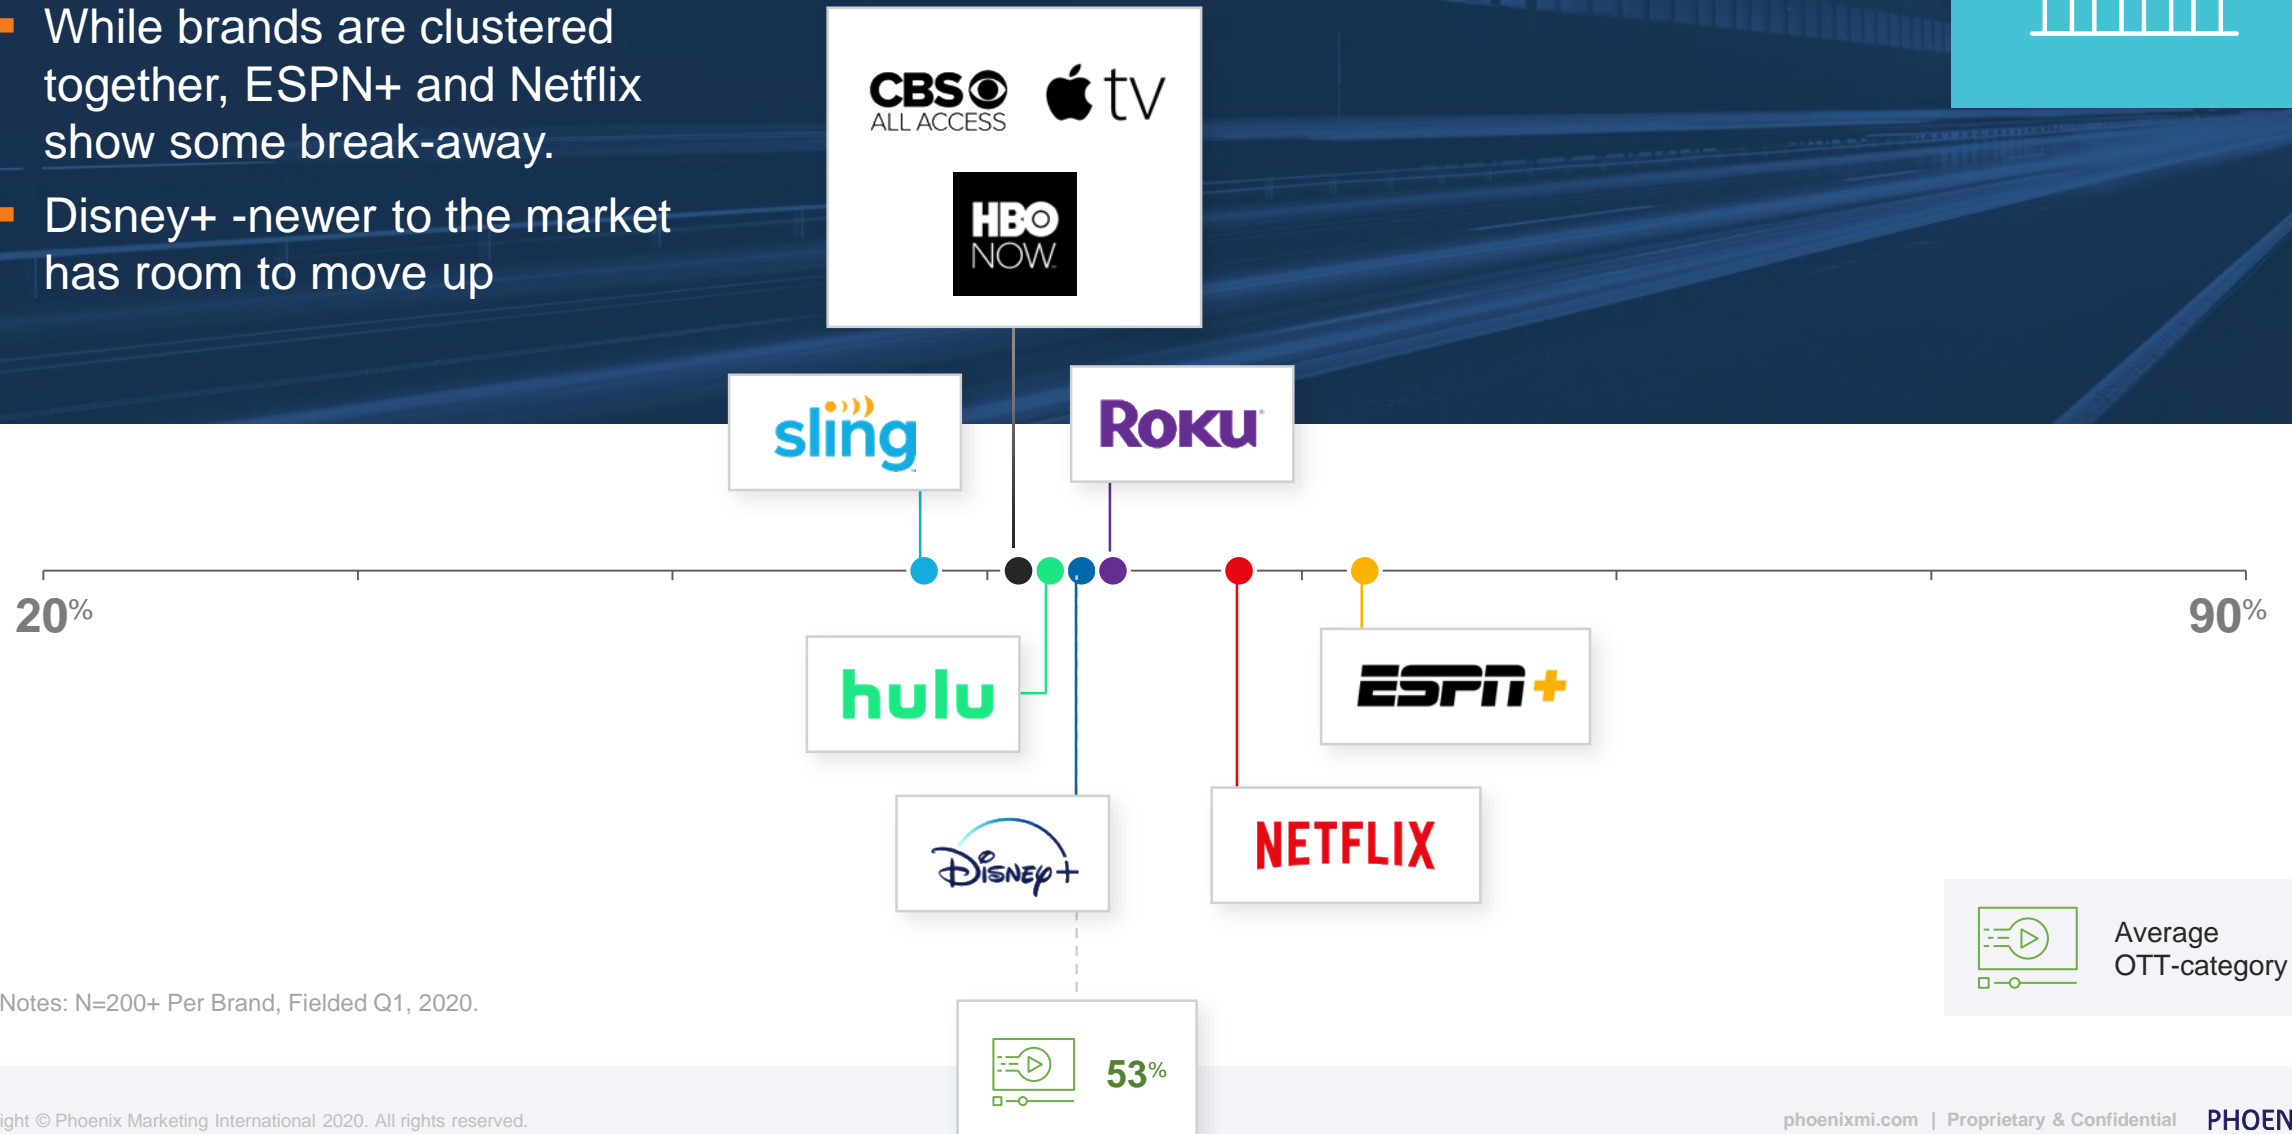 While brands are clustered
together, ESPN+ and Netflix
show some break-away.
Disney+ -newer to the market
has room to move up
CBS
ALL ACCESS
tv
HBO
NOW
sling
Roku
20%
90%
hulu
ESPN+
Disney+
NETFLIX
Average
OTT-category
Notes: N=200+ Per Brand, Fielded Q1, 2020.
53%
ight © Phoenix Marketing International 2020. All rights reserved.
phoenixmi.com | Proprietary & Confidential
PHOEN